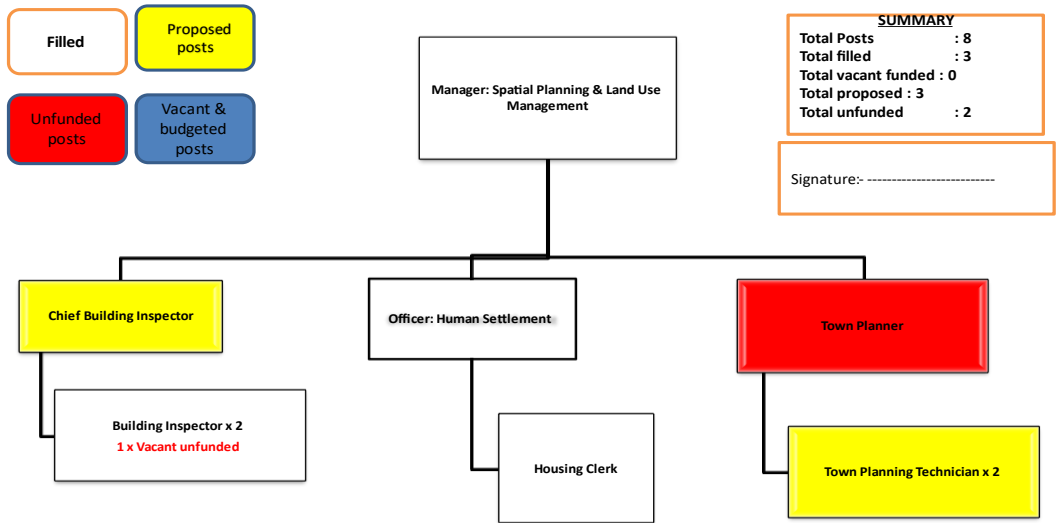 Filled
Proposed
posts
Unfunded
posts
Vacant &
budgeted
posts
SUMMARY
Total Posts : 8
Total filled : 3
Total vacant funded : 0
Total proposed : 3
Total unfunded : 2
Signature:- --------------------------
Manager: Spatial Planning & Land Use
Management
Chief Building Inspector
Officer: Human Settlement
Town Planner
Building Inspector x 2
1 x Vacant unfunded
Housing Clerk
Town Planning Technician x 2